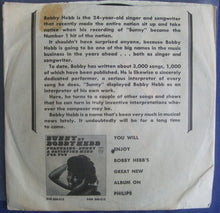 Bobby Hebb is the 24-year-old singer and songwriter
that recently made the entire nation sit up and take
notice when his recording of "Sunny" became the
Number 1 hit of the nation.
It shouldn't have surprised anyone, because Bobby
Hebb is going to be one of the big names in the music
business in the years ahead... both as singer and
songwriter.
To date, Bobby has written about 3,000 songs, 1,000
of which have been published. He is likewise a sincerely
dedicated performer, a serious interpreter of every
song he does. "Sunny" displayed Bobby Hebb as an
interpreter of his own work.
Here, he turns to a couple of other songs and shows
that he can turn in truly inventive interpretations who-
ever the composer may be.
Bobby Hebb is a name that's been very much in musical
news lately. It undoubtedly will be for a long time
to come.
SUNNY
BOBBY HEBB
YOU WILL
ENJOY
BOBBY HEBB'S
GREAT NEW
ALBUM ON
PHILIPS